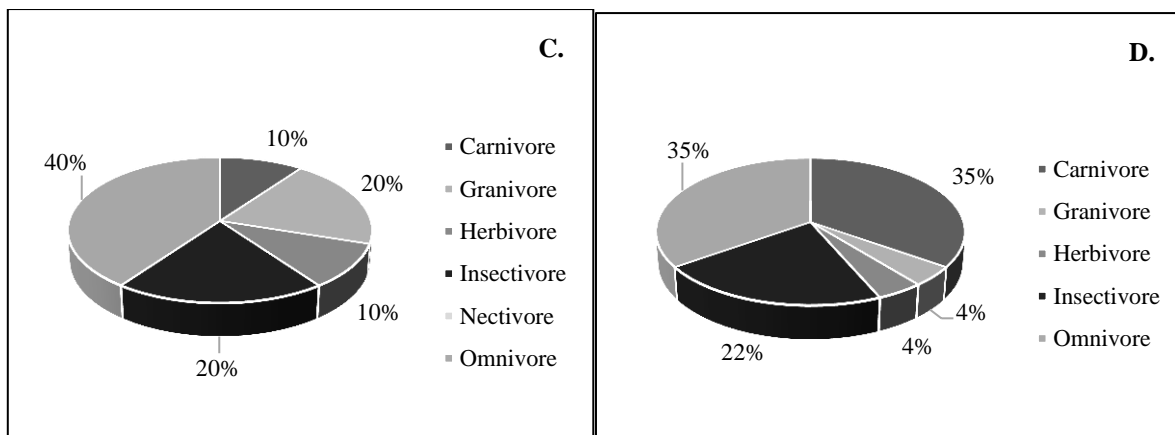 C.
10%
20%
10%
20%
40%
Carnivore
Granivore
Herbivore
Insectivore
Nectivore
Omnivore
D.
35%
4%
4%
22%
35%
Carnivore
Granivore
Herbivore
Insectivore
Omnivore